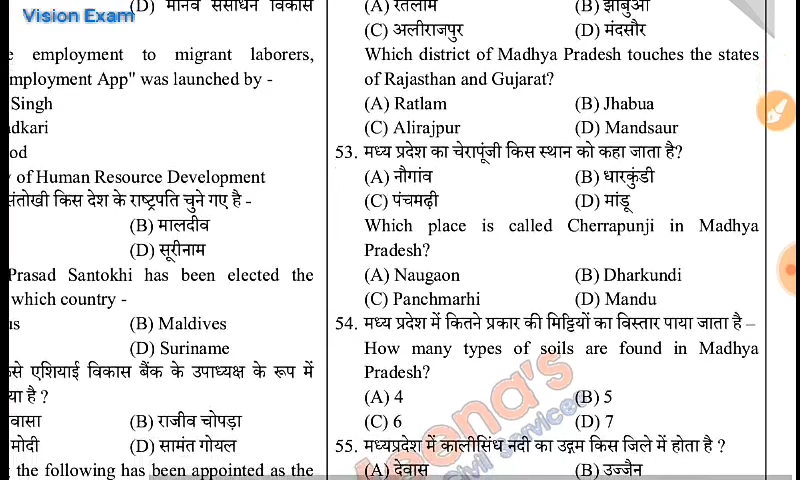 Vision Exam
(D) मानव संसाधन विकास
e employment to migrant laborers,
mployment App" was launched by -
Singh
dkari
od
of Human Resource Development
संतोखी किस देश के राष्ट्रपति चुने गए है -
(B) मालदीव
(D) सूरीनाम
Prasad Santokhi has been elected the
which country -
us (B) Maldives
(D) Suriname
से एशियाई विकास बैंक के उपाध्यक्ष के रूप में
या है ?
वासा (B) राजीव चोपड़ा
मोदी (D) सामंत गोयल
the following has been appointed as the
(A) रतलाम (B) झाबुआ
(C) अलीराजपुर (D) मंदसौर
Which district of Madhya Pradesh touches the states
of Rajasthan and Gujarat?
(A) Ratlam (B) Jhabua
(C) Alirajpur (D) Mandsaur
53. मध्य प्रदेश का चेरापूंजी किस स्थान को कहा जाता है?
(A) नौगांव (B) धारकुंडी
(C) पंचमढ़ी (D) मांडू
Which place is called Cherrapunji in Madhya
Pradesh?
(A) Naugaon (B) Dharkundi
(C) Panchmarhi (D) Mandu
54. मध्य प्रदेश में कितने प्रकार की मिट्टियों का विस्तार पाया जाता है –
How many types of soils are found in Madhya
Pradesh?
(A) 4 (B) 5
(C) 6 (D) 7
55. मध्यप्रदेश में कालीसिंध नदी का उद्गम किस जिले में होता है ?
(A) देवास (B) उज्जैन
eena's
Civil Services